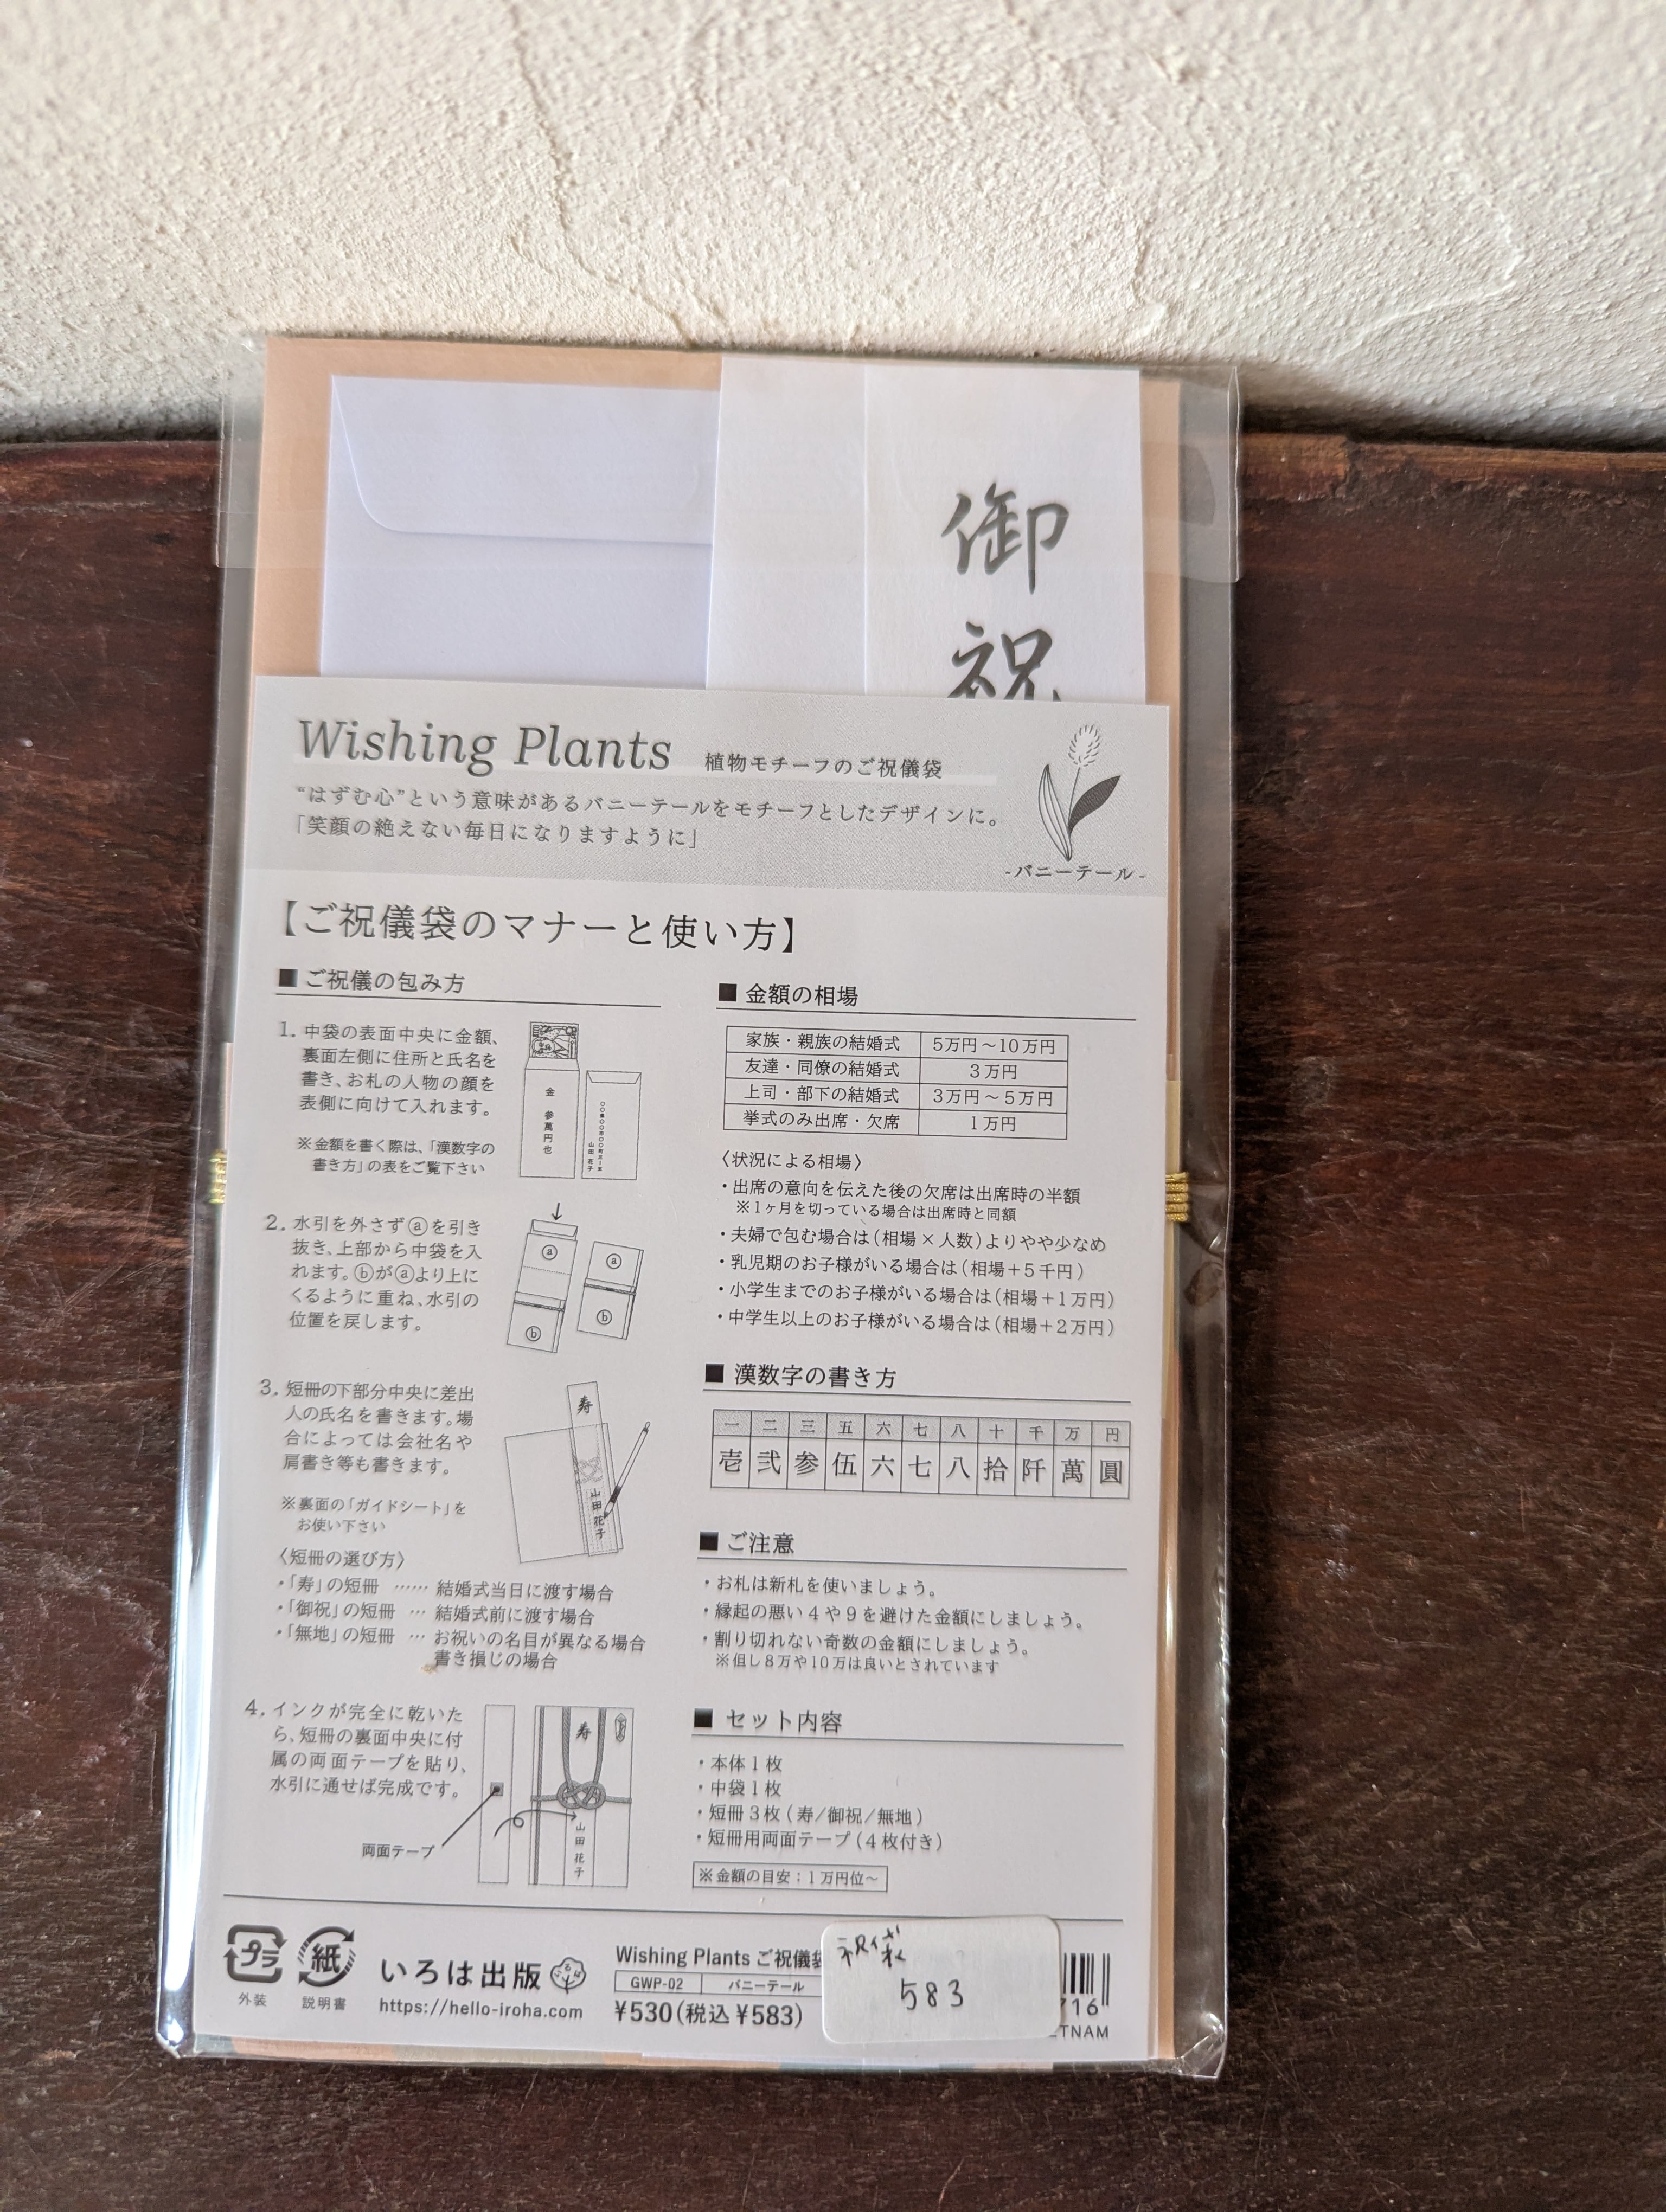 御
祝
Wishing Plants 植物モチーフのご祝儀袋
“はずむ心”という意味があるバニーテールをモチーフとしたデザインに。
「笑顔の絶えない毎日になりますように」
-バニーテール-
【ご祝儀袋のマナーと使い方】
■ ご祝儀の包み方
1. 中袋の表面中央に金額、
裏面左側に住所と氏名を
書き、お札の人物の顔を
表側に向けて入れます。
※金額を書く際は、「漢数字の
書き方」の表をご覧下さい
金 参萬円也
山田 花子
2. 水引を外さずⓐを引き
抜き、上部から中袋を入
れます。ⓑがⓐより上に
くるように重ね、水引の
位置を戻します。
ⓐ
ⓑ
ⓐ
ⓑ
3. 短冊の下部分中央に差出
人の氏名を書きます。場
合によっては会社名や
肩書き等も書きます。
※裏面の「ガイドシート」を
お使い下さい
寿
山田花子
〈短冊の選び方〉
・「寿」の短冊 …… 結婚式当日に渡す場合
・「御祝」の短冊 … 結婚式前に渡す場合
・「無地」の短冊 … お祝いの名目が異なる場合
書き損じの場合
4. インクが完全に乾いた
ら、短冊の裏面中央に付
属の両面テープを貼り、
水引に通せば完成です。
両面テープ
寿
山田花子
■ 金額の相場
家族・親族の結婚式 5万円～10万円
友達・同僚の結婚式 3万円
上司・部下の結婚式 3万円～5万円
挙式のみ出席・欠席 1万円
〈状況による相場〉
・出席の意向を伝えた後の欠席は出席時の半額
※1ヶ月を切っている場合は出席時と同額
・夫婦で包む場合は(相場×人数)よりやや少なめ
・乳児期のお子様がいる場合は(相場+5千円)
・小学生までのお子様がいる場合は(相場+1万円)
・中学生以上のお子様がいる場合は(相場+2万円)
■ 漢数字の書き方
一 二 三 五 六 七 八 十 千 万 円
壱 弐 参 伍 六 七 八 拾 阡 萬 圓
■ ご注意
・お札は新札を使いましょう。
・縁起の悪い4や9を避けた金額にしましょう。
・割り切れない奇数の金額にしましょう。
※但し8万や10万は良いとされています
■ セット内容
・本体1枚
・中袋1枚
・短冊3枚(寿/御祝/無地)
・短冊用両面テープ(4枚付き)
※金額の目安:1万円位～
プラ
外装
紙
説明書
いろは出版
https://hello-iroha.com
Wishing Plants ご祝儀袋
GWP-02 バニーテール
¥530(税込¥583)
祝儀袋
583
716
TNAM